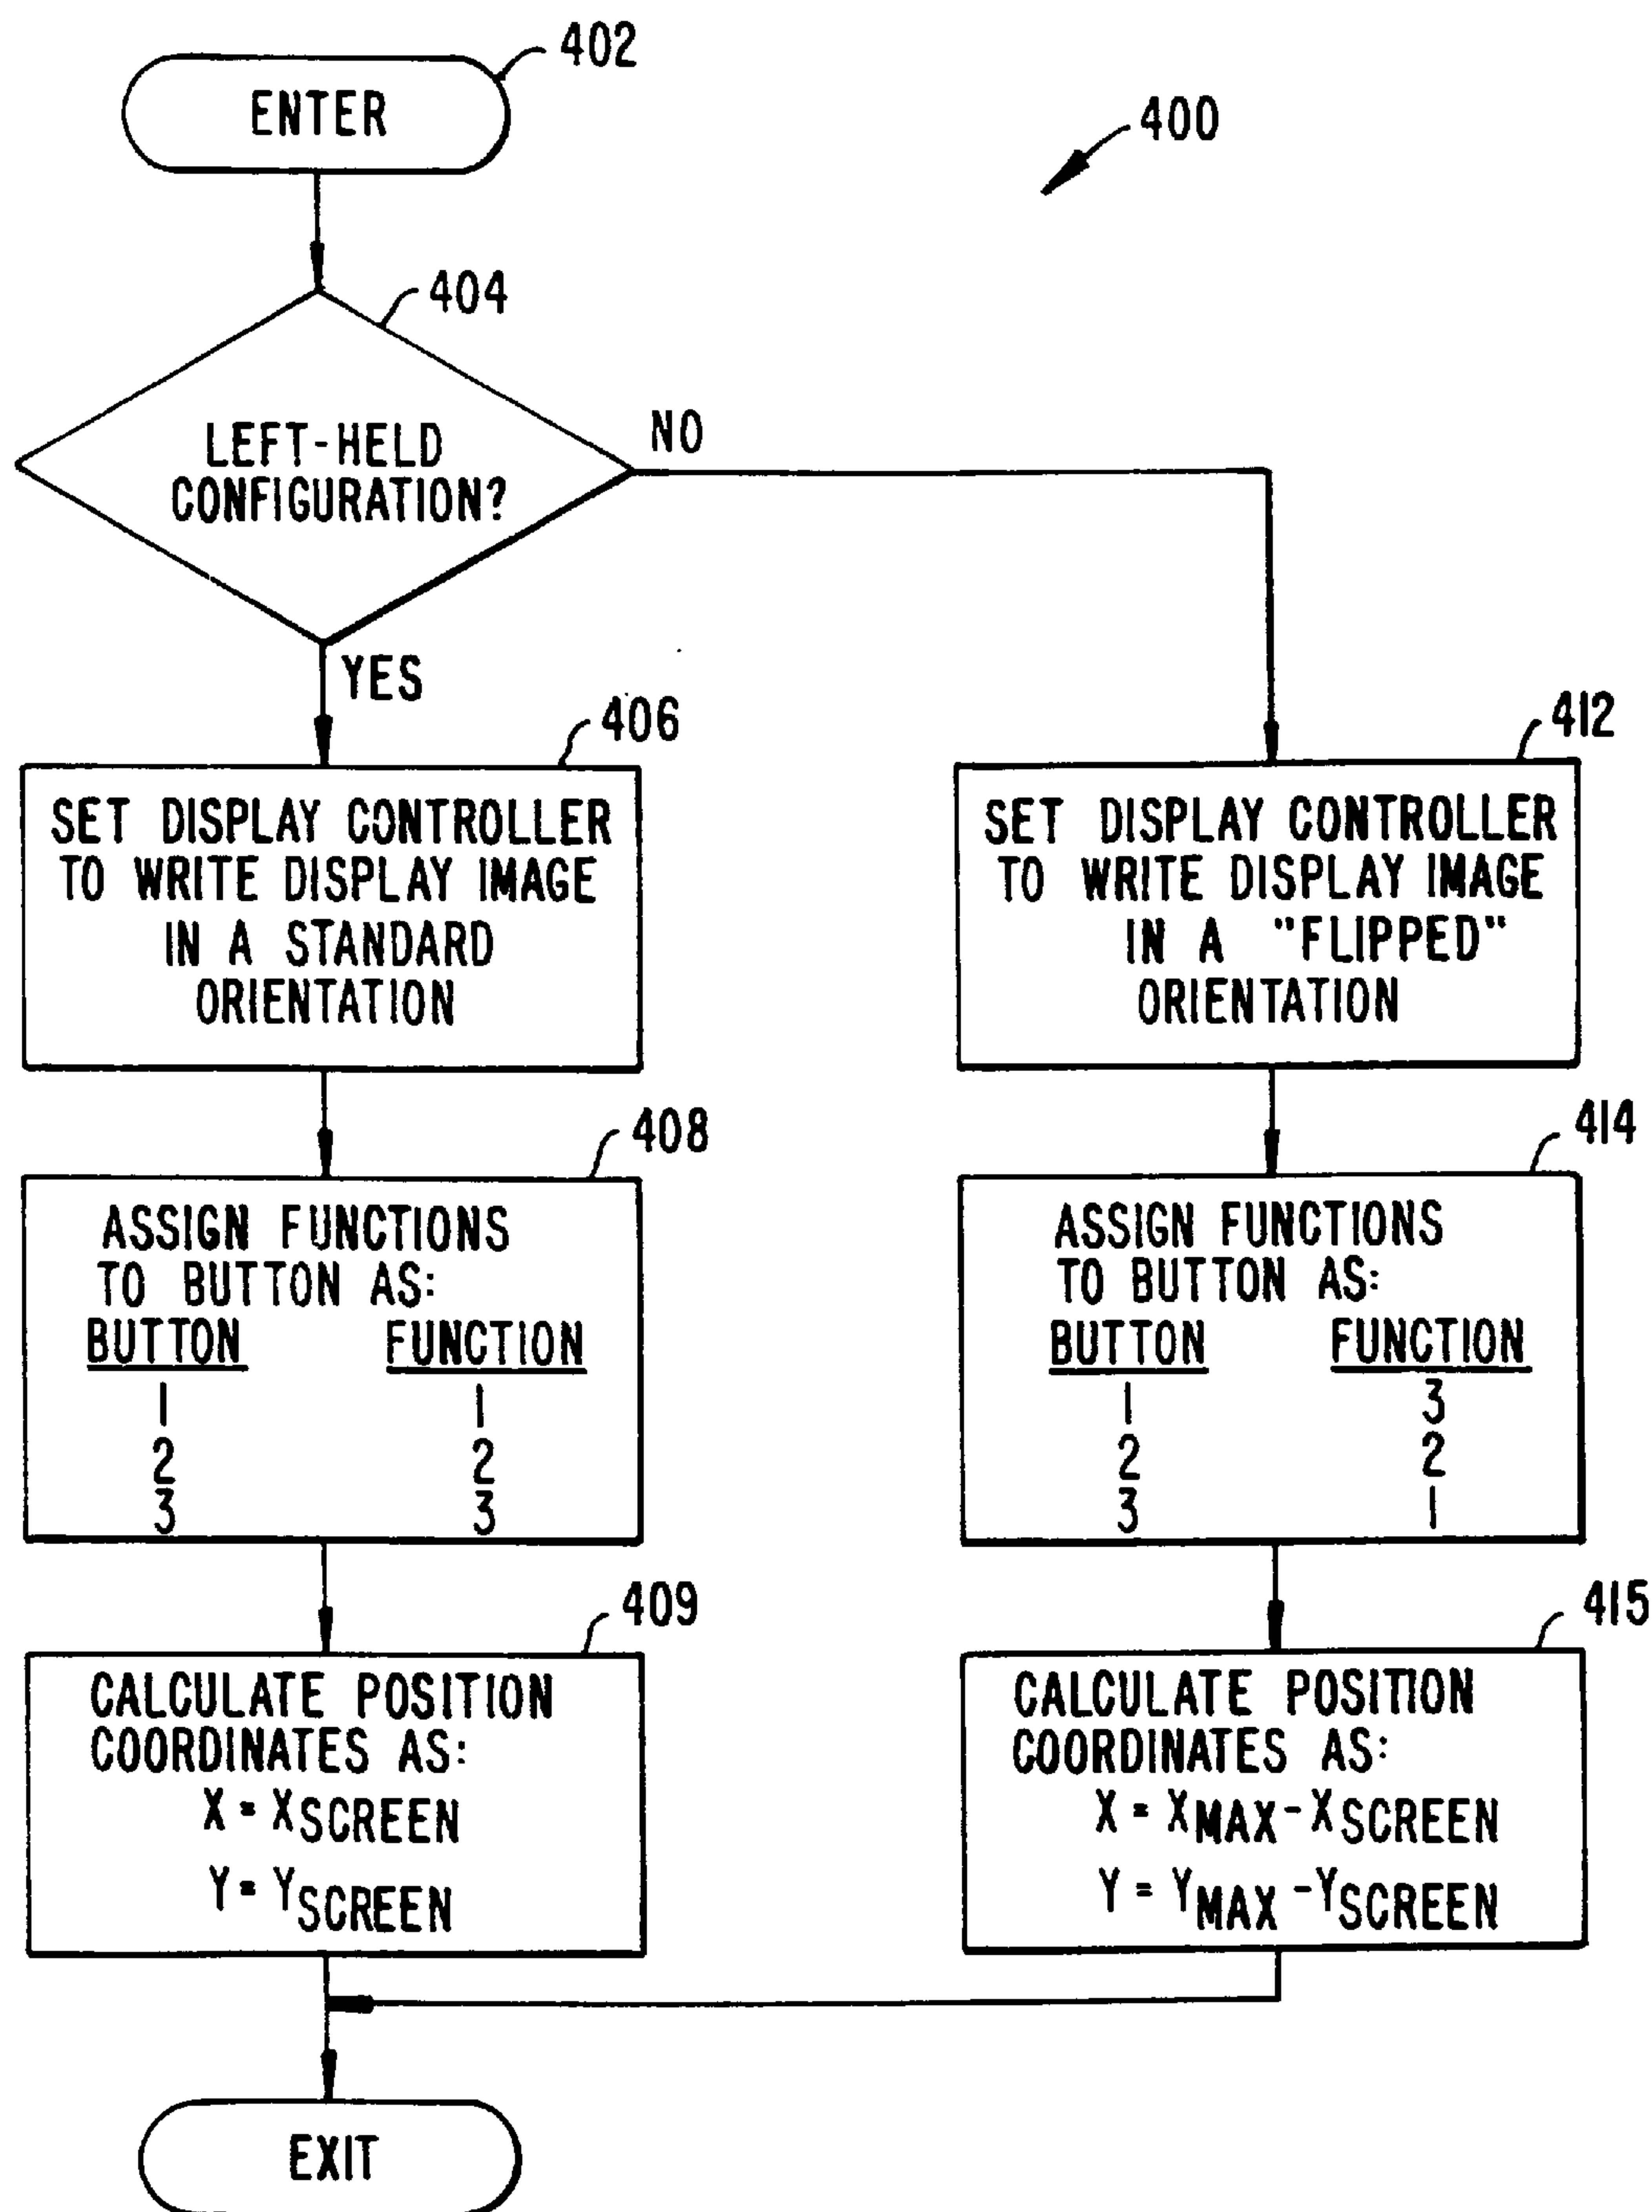 402
ENTER
400
404
LEFT-HELD
CONFIGURATION?
NO
YES
406
SET DISPLAY CONTROLLER
TO WRITE DISPLAY IMAGE
IN A STANDARD
ORIENTATION
412
SET DISPLAY CONTROLLER
TO WRITE DISPLAY IMAGE
IN A "FLIPPED"
ORIENTATION
408
ASSIGN FUNCTIONS
TO BUTTON AS:
BUTTON FUNCTION
1 1
2 2
3 3
414
ASSIGN FUNCTIONS
TO BUTTON AS:
BUTTON FUNCTION
1 3
2 2
3 1
409
CALCULATE POSITION
COORDINATES AS:
X = XSCREEN
Y = YSCREEN
415
CALCULATE POSITION
COORDINATES AS:
X = XMAX - XSCREEN
Y = YMAX - YSCREEN
EXIT